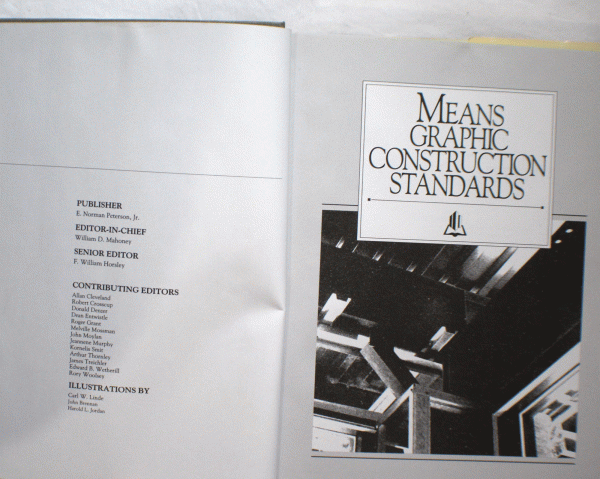 PUBLISHER
E. Norman Peterson, Jr.
EDITOR-IN-CHIEF
William D. Mahoney
SENIOR EDITOR
F. William Horsley
CONTRIBUTING EDITORS
Allan Cleveland
Robert Crosscup
Donald Denzer
Dean Entwistle
Roger Grant
Melville Mossman
John Moylan
Jeannene Murphy
Kornelis Smit
Arthur Thornley
James Treichler
Edward B. Wetherill
Rory Woolsey
ILLUSTRATIONS BY
Carl W. Linde
John Brennan
Harold L. Jordan
MEANS
GRAPHIC
CONSTRUCTION
STANDARDS